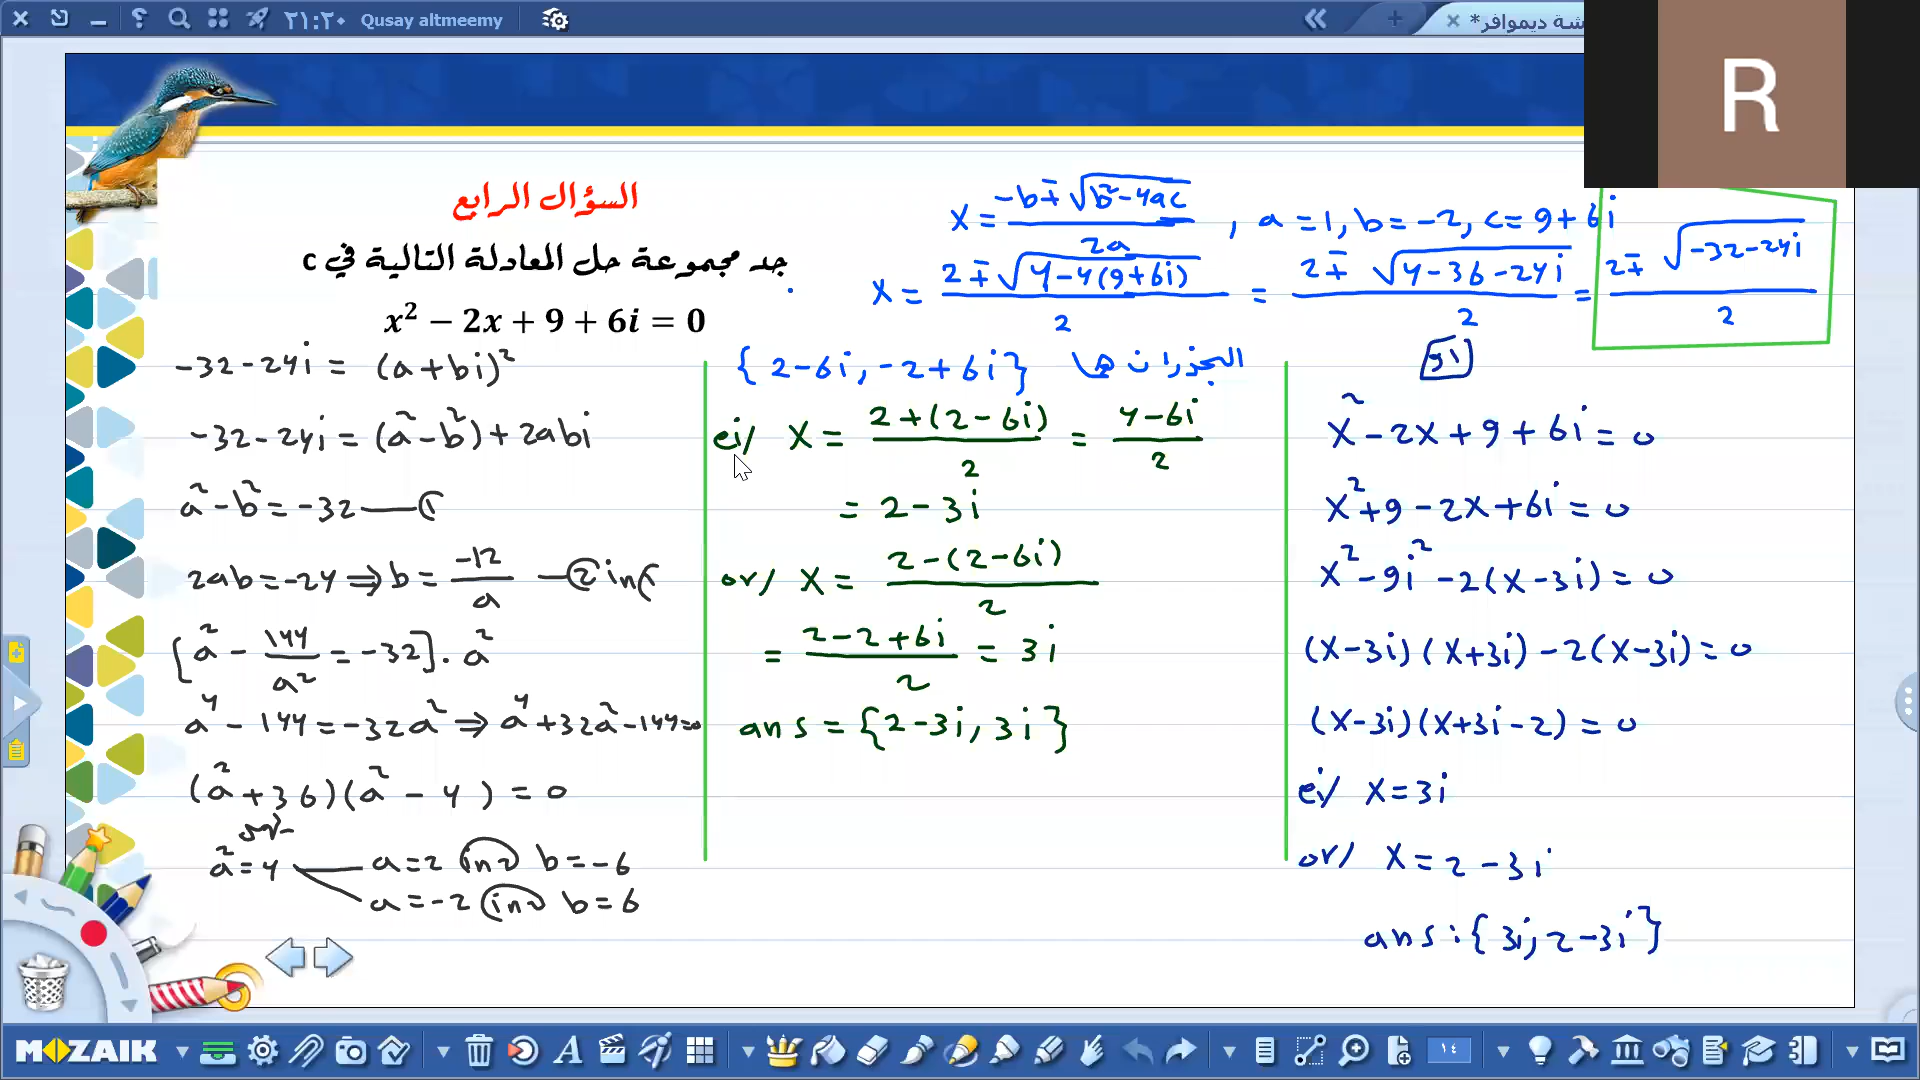 ٢١:٢٠ Qusay altmeemy
شة ديموافر*
R
السؤال الرابع
جد مجموعة حل المعادلة التالية في c
x² − 2x + 9 + 6i = 0
x = (-b ∓ √(b²-4ac)) / 2a , a = 1, b = -2, c = 9+6i
x = (2 ∓ √(4-4(9+6i))) / 2 = (2 ∓ √(4-36-24i)) / 2 = (2 ∓ √(-32-24i)) / 2
-32-24i = (a+bi)²
-32-24i = (a²-b²)+2abi
a²-b² = -32 —①
2ab = -24 ⇒ b = -12/a —② in ①
[a² - 144/a² = -32] . a²
a⁴ - 144 = -32a² ⇒ a⁴+32a²-144=0
(a²+36)(a²-4) = 0
a²=4
a=2 in② b=-6
a=-2 in② b=6
{2-6i, -2+6i} الجذران هما
ei/ X = (2+(2-6i)) / 2 = (4-6i) / 2
= 2-3i
or/ X = (2-(2-6i)) / 2
= (2-2+6i) / 2 = 3i
ans = {2-3i, 3i}
او
x²-2x+9+6i=0
x²+9-2x+6i=0
x²-9i²-2(x-3i)=0
(x-3i)(x+3i)-2(x-3i)=0
(x-3i)(x+3i-2)=0
ei/ x=3i
or/ x=2-3i
ans:{3i, 2-3i}
MOZAIK
١٤